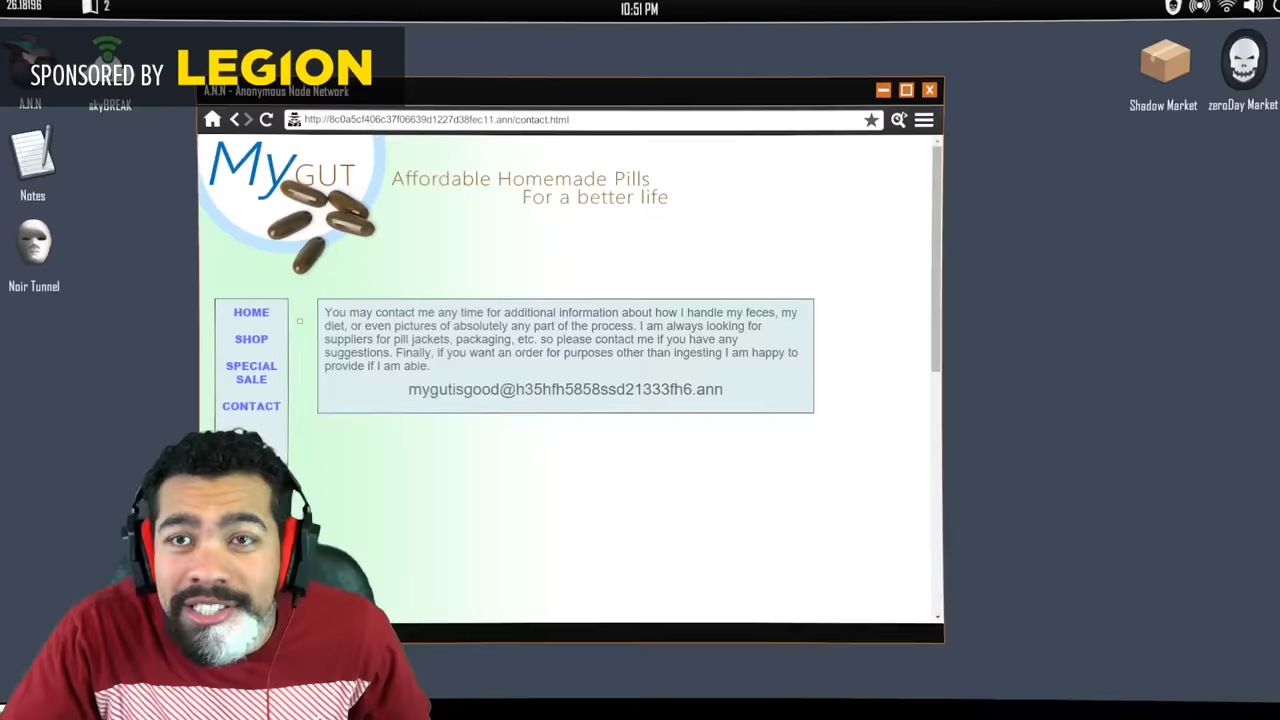 26.18196
2
10:51 PM
SPONSORED BY LEGION
A.N.N
skyBREAK
Notes
Noir Tunnel
Shadow Market
zeroDay Market
A.N.N - Anonymous Node Network
http://8c0a5cf406c37f06639d1227d38fec11.ann/contact.html
MyGUT
Affordable Homemade Pills
For a better life
HOME
SHOP
SPECIAL
SALE
CONTACT
You may contact me any time for additional information about how I handle my feces, my
diet, or even pictures of absolutely any part of the process. I am always looking for
suppliers for pill jackets, packaging, etc. so please contact me if you have any
suggestions. Finally, if you want an order for purposes other than ingesting I am happy to
provide if I am able.
mygutisgood@h35hfh5858ssd21333fh6.ann